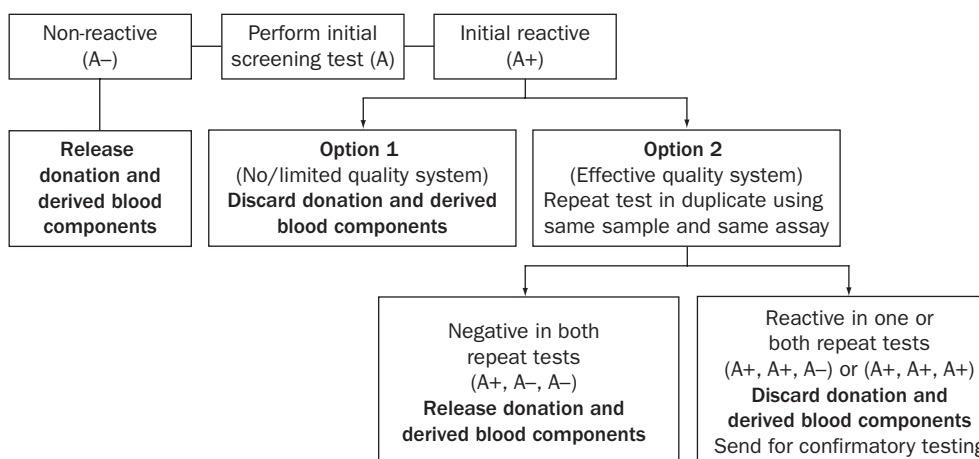 Non-reactive
(A–)
Perform initial
screening test (A)
Initial reactive
(A+)
Release
donation and
derived blood
components
Option 1
(No/limited quality system)
Discard donation and derived
blood components
Option 2
(Effective quality system)
Repeat test in duplicate using
same sample and same assay
Negative in both
repeat tests
(A+, A–, A–)
Release donation and
derived blood components
Reactive in one or
both repeat tests
(A+, A+, A–) or (A+, A+, A+)
Discard donation and
derived blood components
Send for confirmatory testing